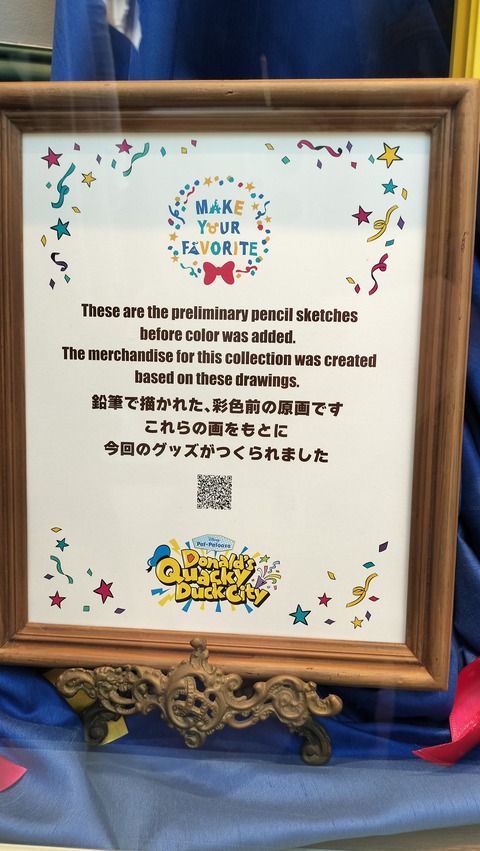 MAKE
YOUR
FAVORITE
These are the preliminary pencil sketches
before color was added.
The merchandise for this collection was created
based on these drawings.
鉛筆で描かれた、彩色前の原画です
これらの画をもとに
今回のグッズがつくられました
Disney
Pal-Palooza
Donald's
Quacky
Duck City